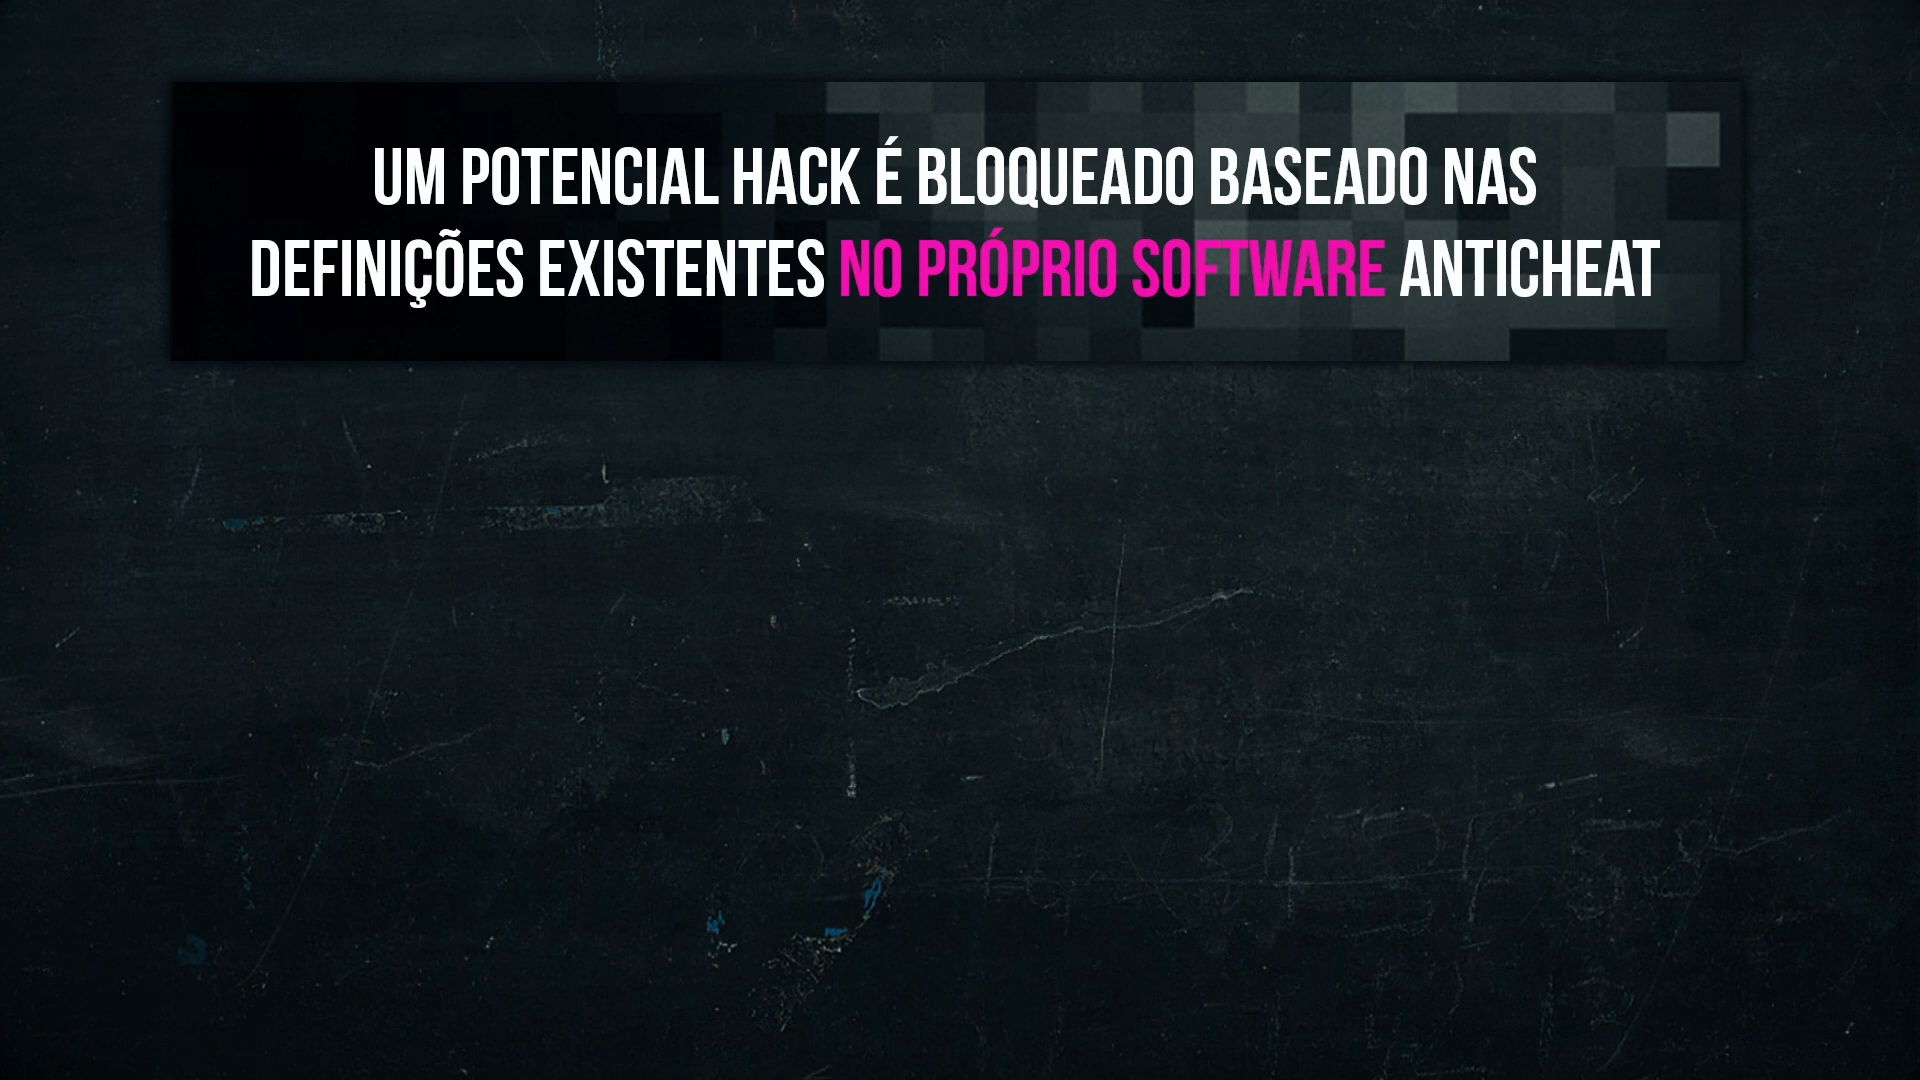 UM POTENCIAL HACK É BLOQUEADO BASEADO NAS
DEFINIÇÕES EXISTENTES NO PRÓPRIO SOFTWARE ANTICHEAT